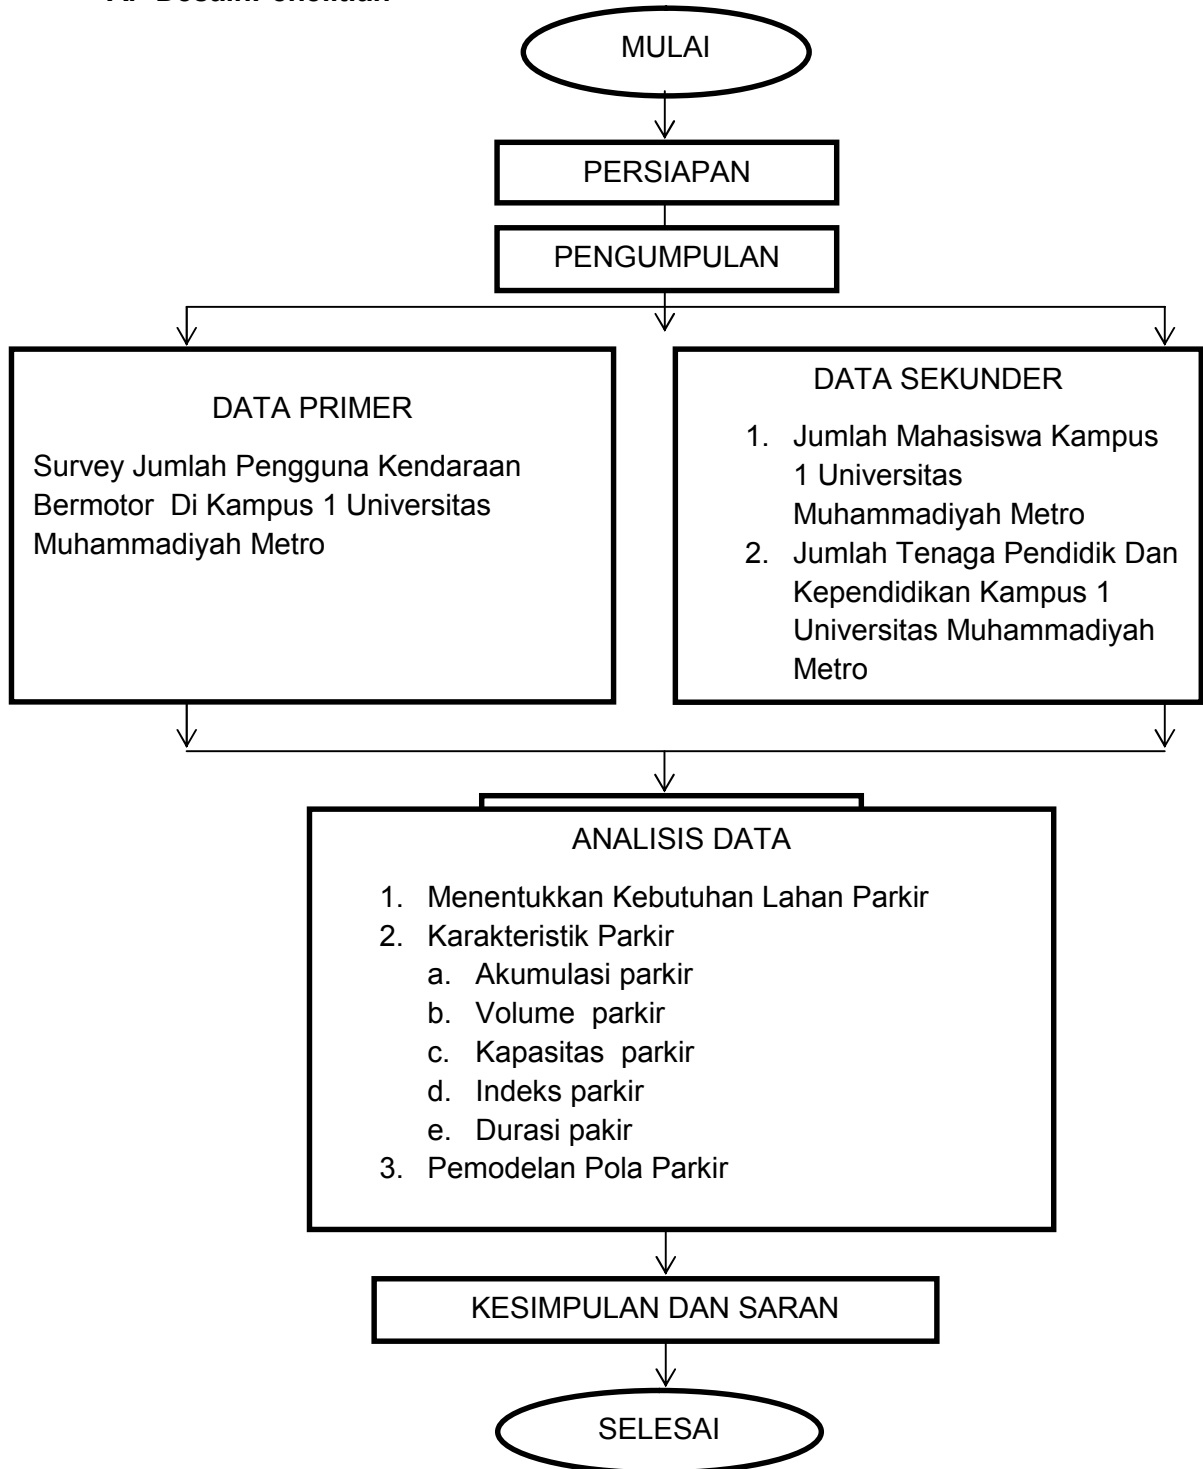 MULAI
PERSIAPAN
PENGUMPULAN
DATA PRIMER
Survey Jumlah Pengguna Kendaraan
Bermotor Di Kampus 1 Universitas
Muhammadiyah Metro
DATA SEKUNDER
1. Jumlah Mahasiswa Kampus
1 Universitas
Muhammadiyah Metro
2. Jumlah Tenaga Pendidik Dan
Kependidikan Kampus 1
Universitas Muhammadiyah
Metro
ANALISIS DATA
1. Menentukkan Kebutuhan Lahan Parkir
2. Karakteristik Parkir
a. Akumulasi parkir
b. Volume parkir
c. Kapasitas parkir
d. Indeks parkir
e. Durasi pakir
3. Pemodelan Pola Parkir
KESIMPULAN DAN SARAN
SELESAI